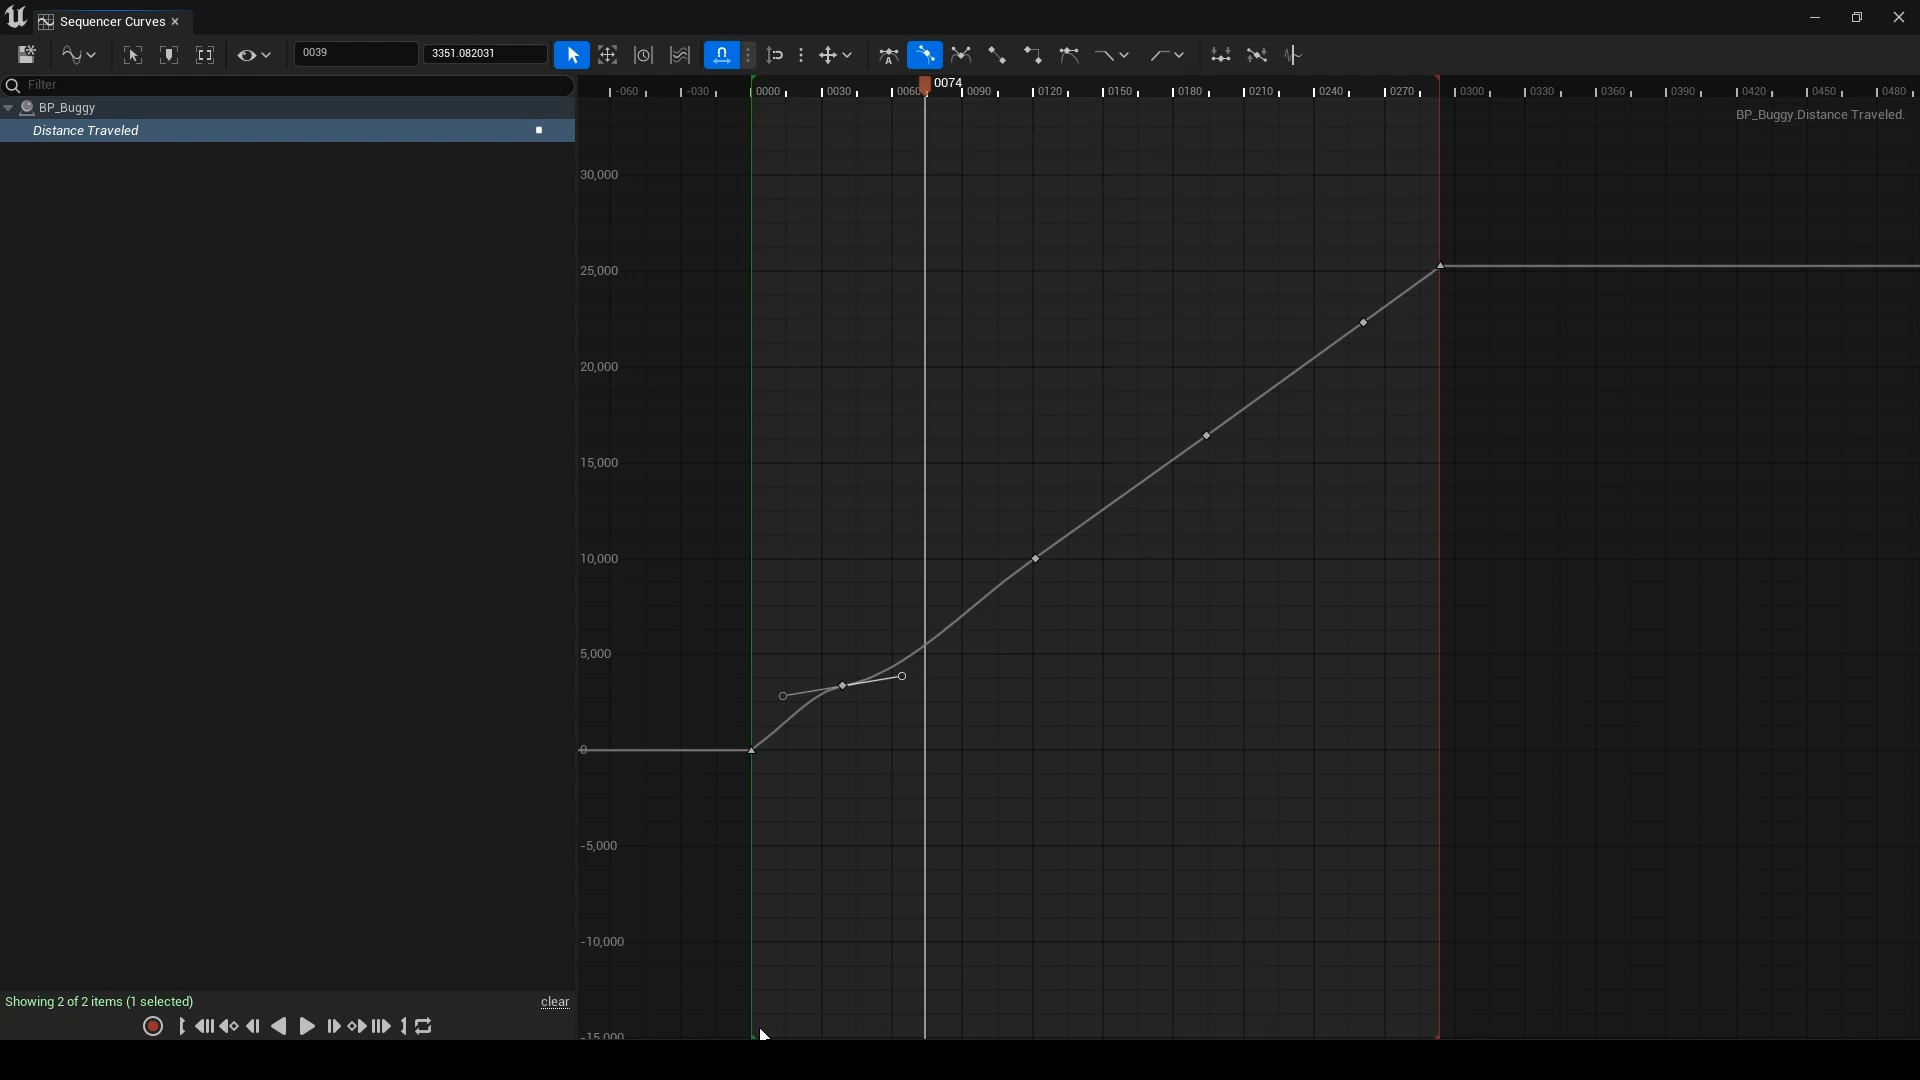 Sequencer Curves
0039
3351.082031
Filter
BP_Buggy
Distance Traveled
-060 -030 0000 0030 0060 0074 0090 0120 0150 0180 0210 0240 0270 0300 0330 0360 0390 0420 0450 0480
BP_Buggy.Distance Traveled.
30,000
25,000
20,000
15,000
10,000
5,000
0
-5,000
-10,000
-15,000
Showing 2 of 2 items (1 selected)
clear